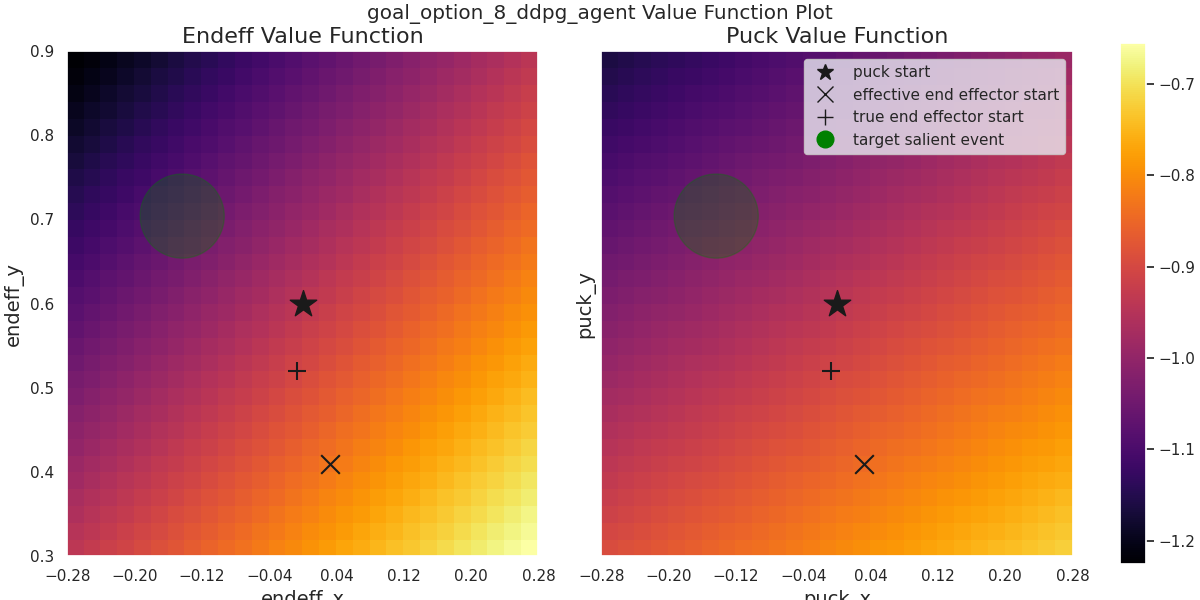 goal_option_8_ddpg_agent Value Function Plot
Endeff Value Function
Puck Value Function
0.9
0.8
0.7
0.6
0.5
0.4
0.3
endeff_y
−0.28 −0.20 −0.12 −0.04 0.04 0.12 0.20 0.28
endeff_x
puck_y
puck start
effective end effector start
true end effector start
target salient event
−0.28 −0.20 −0.12 −0.04 0.04 0.12 0.20 0.28
puck_x
−0.7
−0.8
−0.9
−1.0
−1.1
−1.2